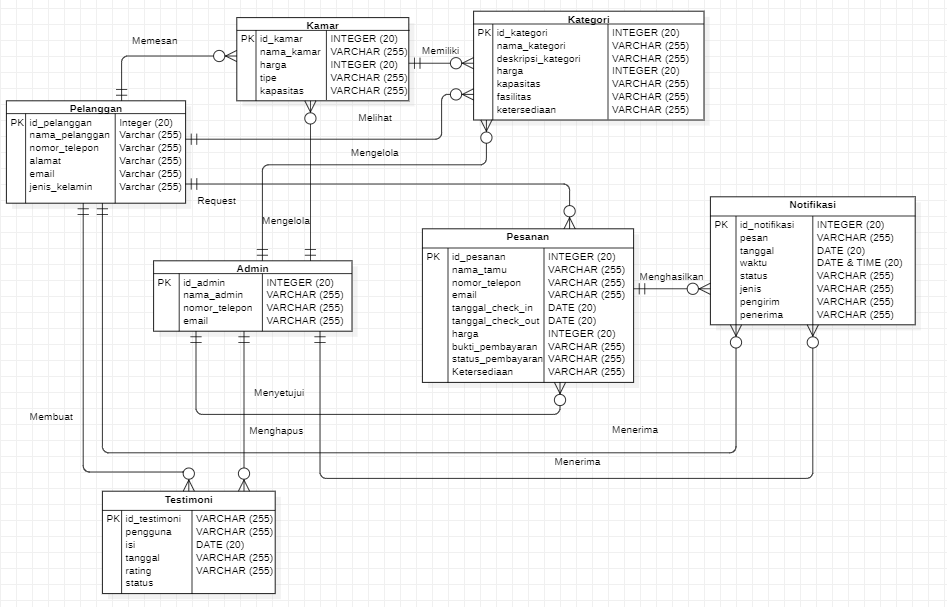 Kamar
PK id_kamar INTEGER (20)
nama_kamar VARCHAR (255)
harga INTEGER (20)
tipe VARCHAR (255)
kapasitas VARCHAR (255)
Kategori
PK id_kategori INTEGER (20)
nama_kategori VARCHAR (255)
deskripsi_kategori VARCHAR (255)
harga INTEGER (20)
kapasitas VARCHAR (255)
fasilitas VARCHAR (255)
ketersediaan VARCHAR (255)
Memesan
Memiliki
Pelanggan
PK id_pelanggan Integer (20)
nama_pelanggan Varchar (255)
nomor_telepon Varchar (255)
alamat Varchar (255)
email Varchar (255)
jenis_kelamin Varchar (255)
Melihat
Mengelola
Request
Mengelola
Notifikasi
PK id_notifikasi INTEGER (20)
pesan VARCHAR (255)
tanggal DATE (20)
waktu DATE & TIME (20)
status VARCHAR (255)
jenis VARCHAR (255)
pengirim VARCHAR (255)
penerima VARCHAR (255)
Pesanan
PK id_pesanan INTEGER (20)
nama_tamu VARCHAR (255)
nomor_telepon VARCHAR (255)
email VARCHAR (255)
tanggal_check_in DATE (20)
tanggal_check_out DATE (20)
harga INTEGER (20)
bukti_pembayaran VARCHAR (255)
status_pembayaran VARCHAR (255)
Ketersediaan VARCHAR (255)
Menghasilkan
Admin
PK id_admin INTEGER (20)
nama_admin VARCHAR (255)
nomor_telepon VARCHAR (255)
email VARCHAR (255)
Menyetujui
Membuat
Menghapus
Menerima
Menerima
Testimoni
PK id_testimoni VARCHAR (255)
pengguna VARCHAR (255)
isi DATE (20)
tanggal VARCHAR (255)
rating VARCHAR (255)
status